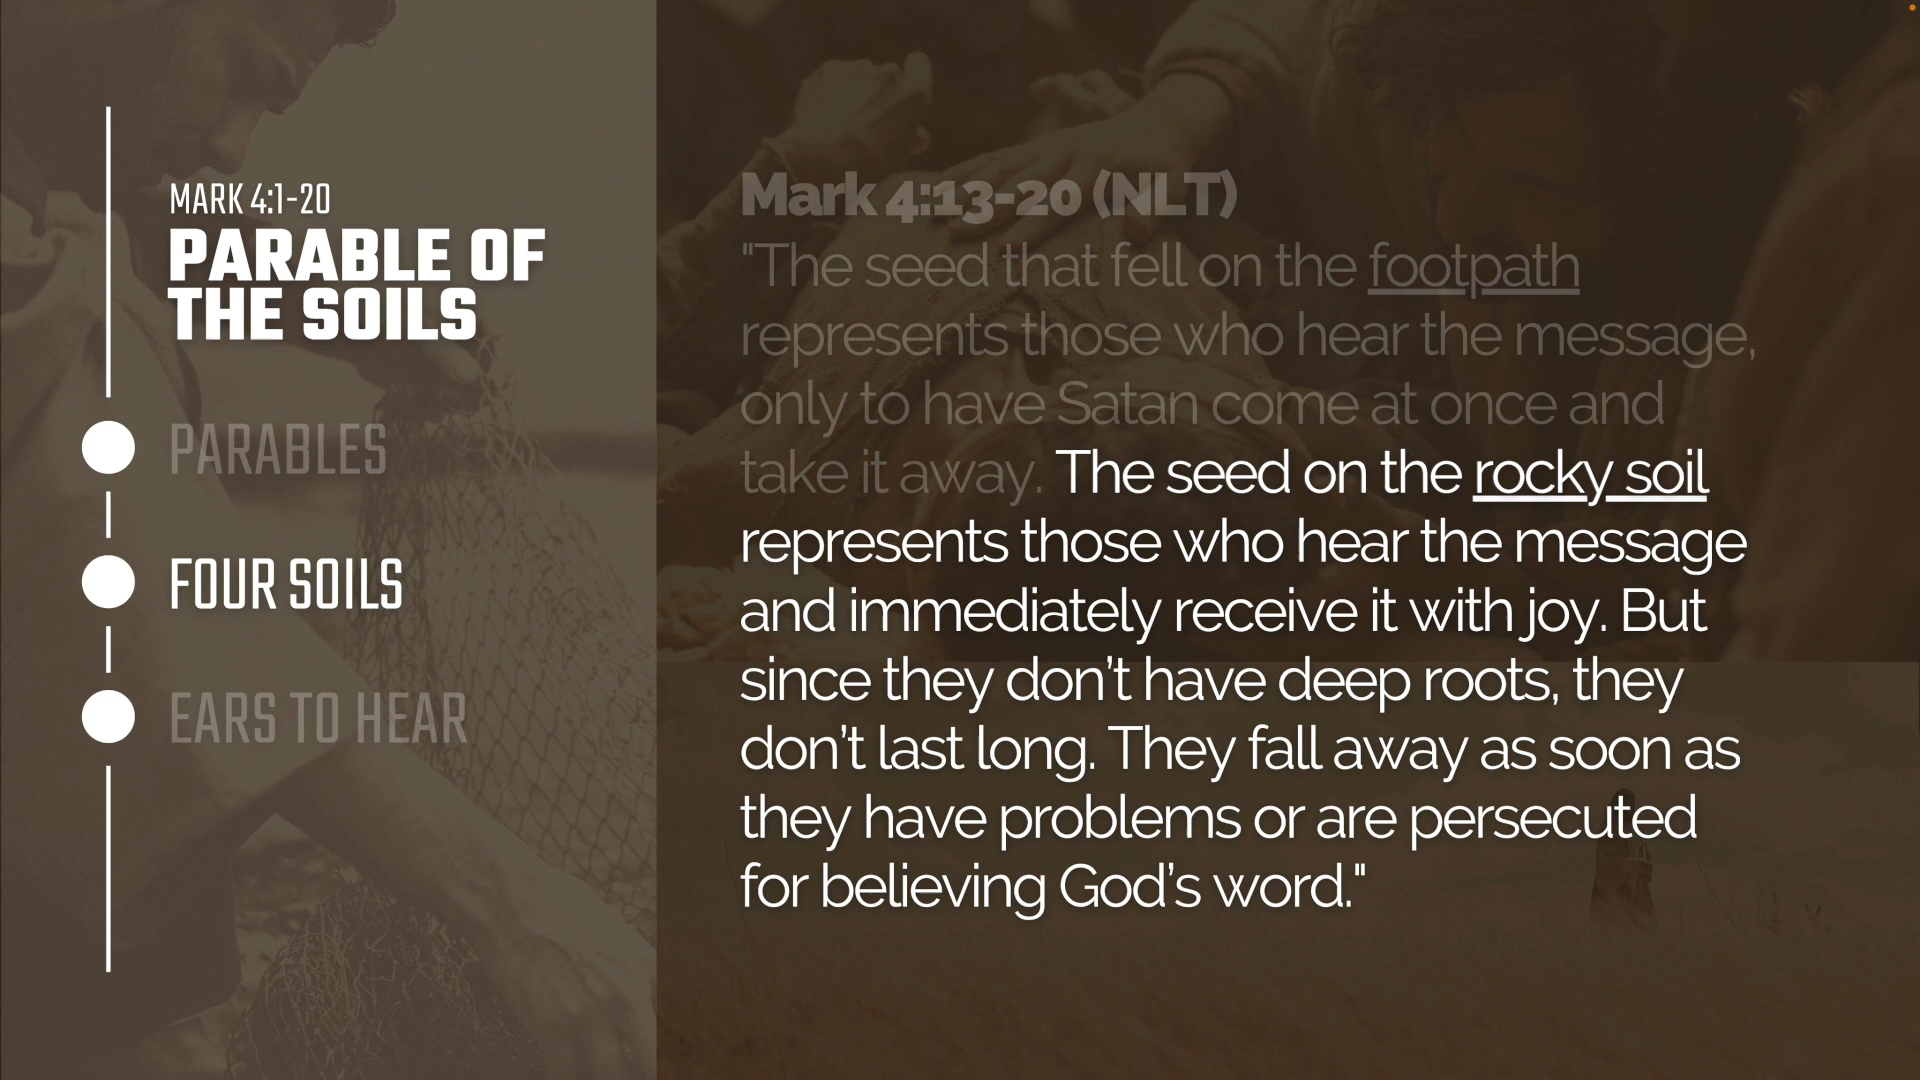 MARK 4:1-20
PARABLE OF
THE SOILS
PARABLES
FOUR SOILS
EARS TO HEAR
Mark 4:13-20 (NLT)
"The seed that fell on the footpath
represents those who hear the message,
only to have Satan come at once and
take it away. The seed on the rocky soil
represents those who hear the message
and immediately receive it with joy. But
since they don’t have deep roots, they
don’t last long. They fall away as soon as
they have problems or are persecuted
for believing God’s word."